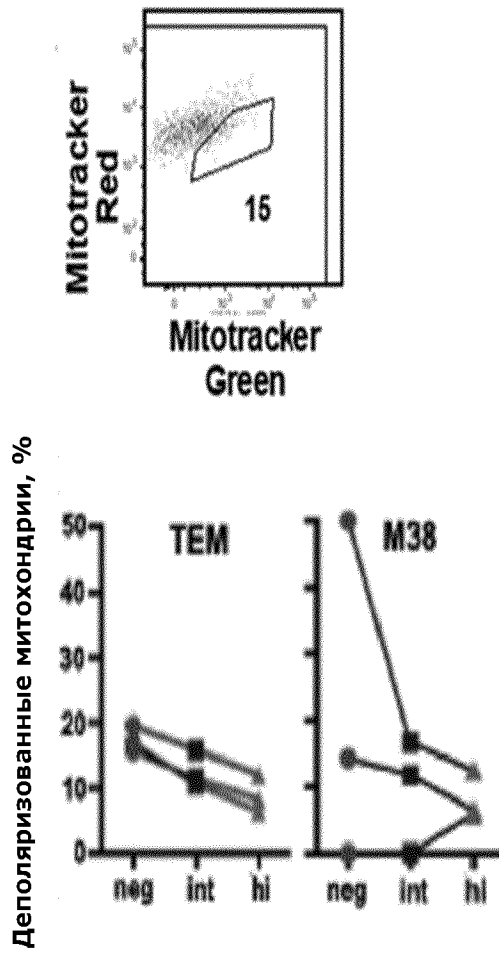 Mitotracker
Red
15
Mitotracker
Green
Деполяризованные митохондрии, %
50
40
30
20
10
0
TEM
M38
neg int hi
neg int hi